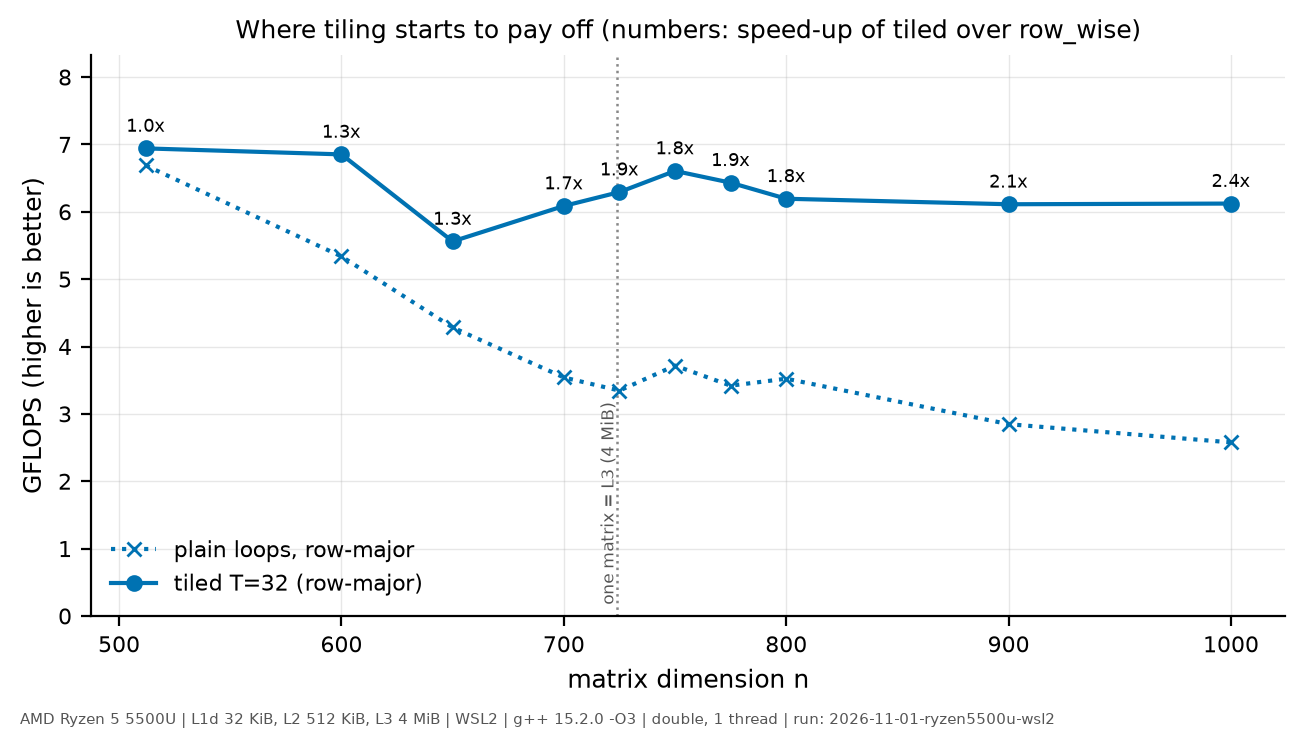 Where tiling starts to pay off (numbers: speed-up of tiled over row_wise)
GFLOPS (higher is better)
8
7
6
5
4
3
2
1
0
1.0x
1.3x
1.3x
1.7x
1.9x
1.8x
1.9x
1.8x
2.1x
2.4x
one matrix = L3 (4 MiB)
plain loops, row-major
tiled T=32 (row-major)
500
600
700
800
900
1000
matrix dimension n
AMD Ryzen 5 5500U | L1d 32 KiB, L2 512 KiB, L3 4 MiB | WSL2 | g++ 15.2.0 -O3 | double, 1 thread | run: 2026-11-01-ryzen5500u-wsl2